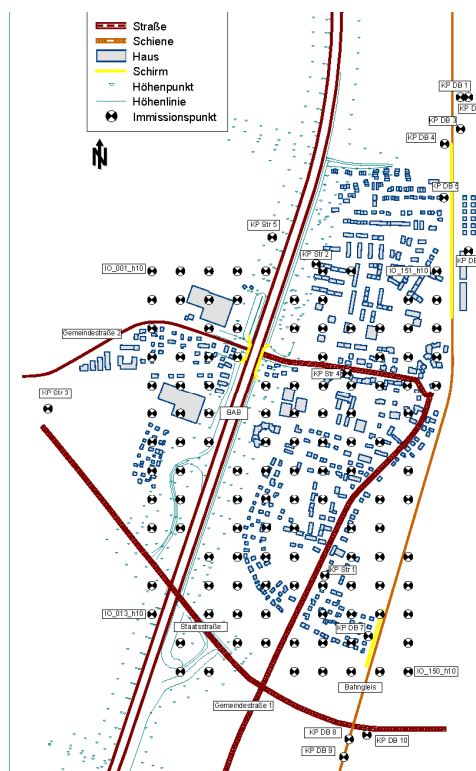 Straße
Schiene
Haus
Schirm
Höhenpunkt
Höhenlinie
Immissionspunkt
N
KP DB 1
KP D
KP DB 3
KP DB 4
KP DB 5
KP Str 5
KP Str 2
KP DB
IO_001_h10
IO_151_h10
Gemeindestraße 2
KP Str 4
KP Str 3
BAB
KP Str 1
IO_013_h10
Staatsstraße
KP DB 7
IO_150_h10
Bahngleis
Gemeindestraße 1
KP DB 8
KP DB 10
KP DB 9